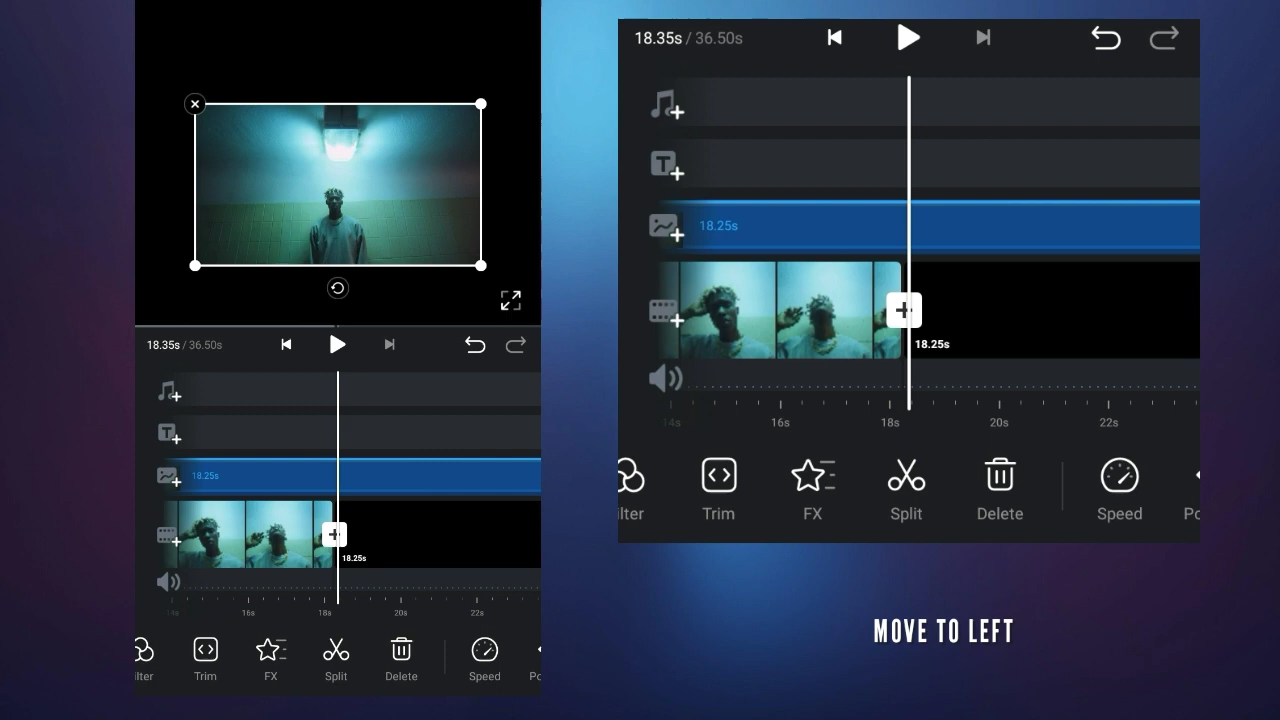 18.35s / 36.50s
18.25s
18.25s
14s 16s 18s 20s 22s
lter Trim FX Split Delete Speed Po
18.35s / 36.50s
T
18.25s
18.25s
14s 16s 18s 20s 22s
lter Trim FX Split Delete Speed Po
MOVE TO LEFT